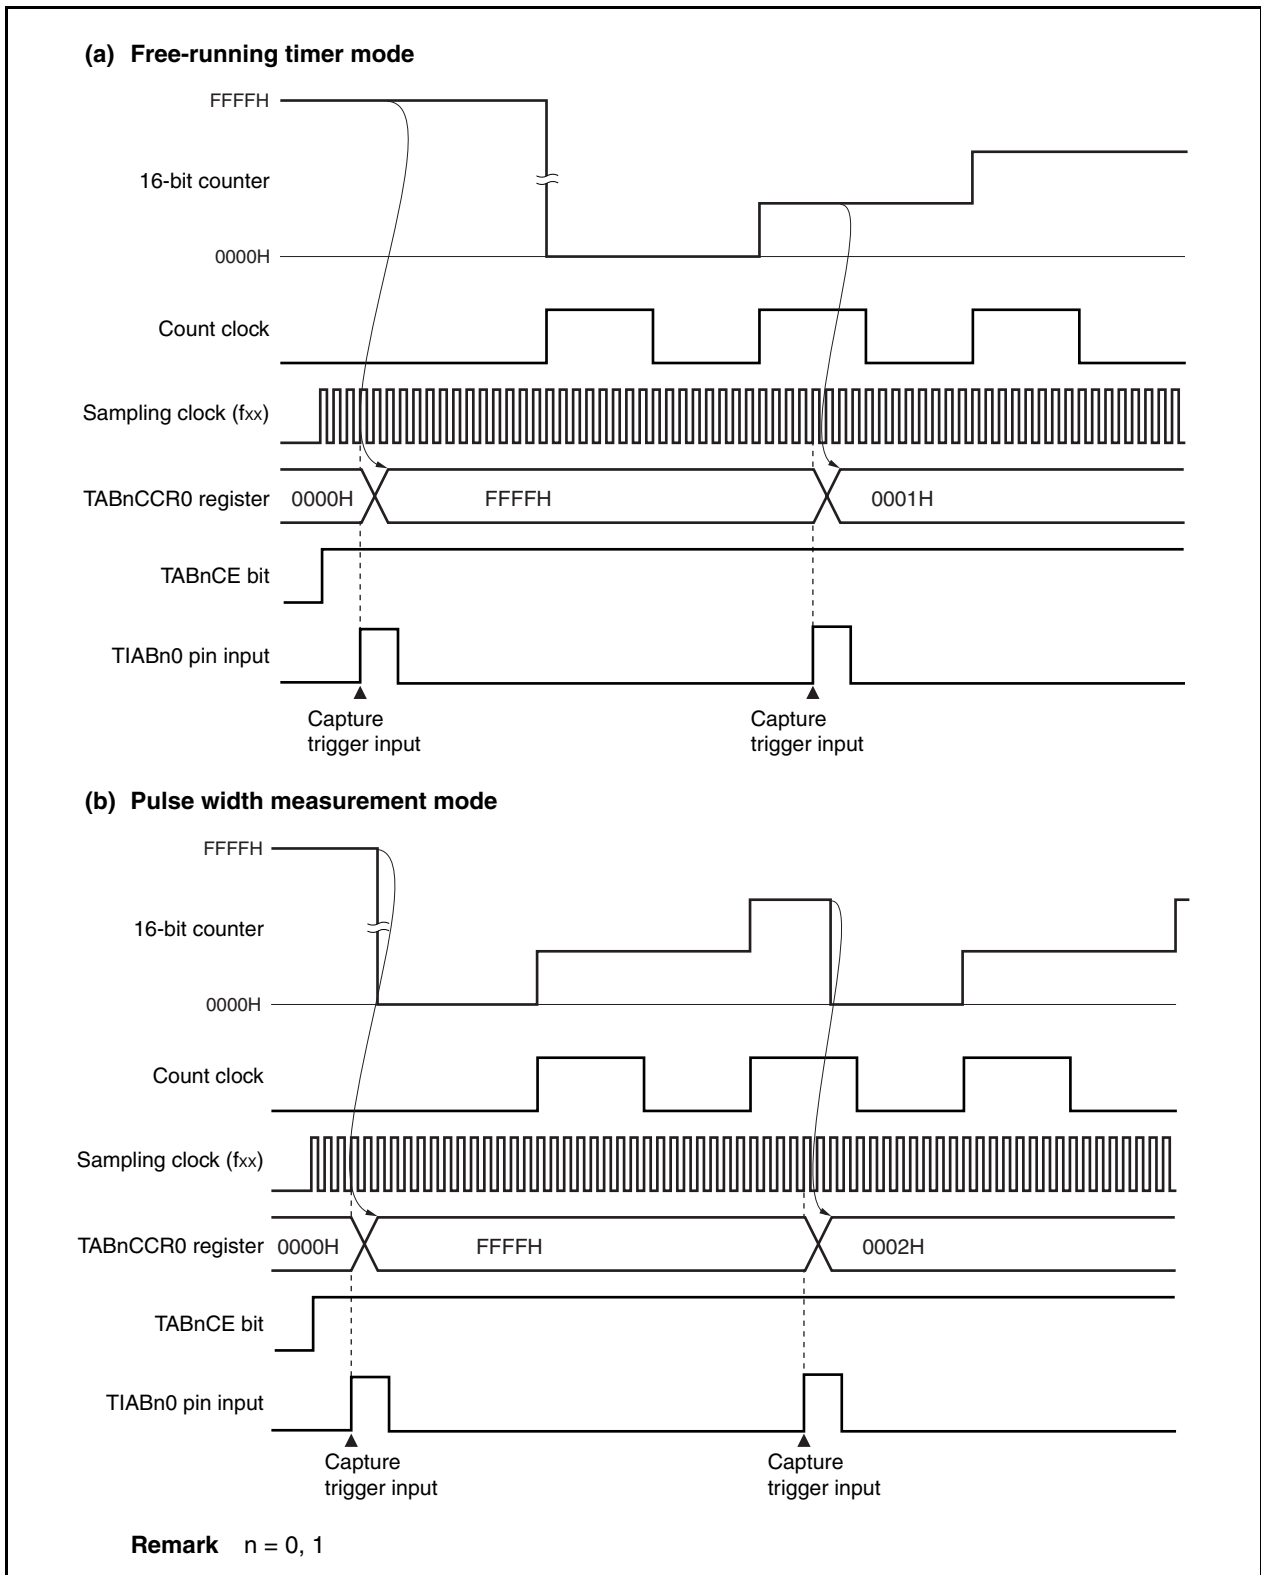 (a) Free-running timer mode
FFFFH
16-bit counter
0000H
Count clock
Sampling clock (fxx)
TABnCCR0 register 0000H FFFFH 0001H
TABnCE bit
TIABn0 pin input
Capture trigger input
Capture trigger input
(b) Pulse width measurement mode
FFFFH
16-bit counter
0000H
Count clock
Sampling clock (fxx)
TABnCCR0 register 0000H FFFFH 0002H
TABnCE bit
TIABn0 pin input
Capture trigger input
Capture trigger input
Remark n = 0, 1